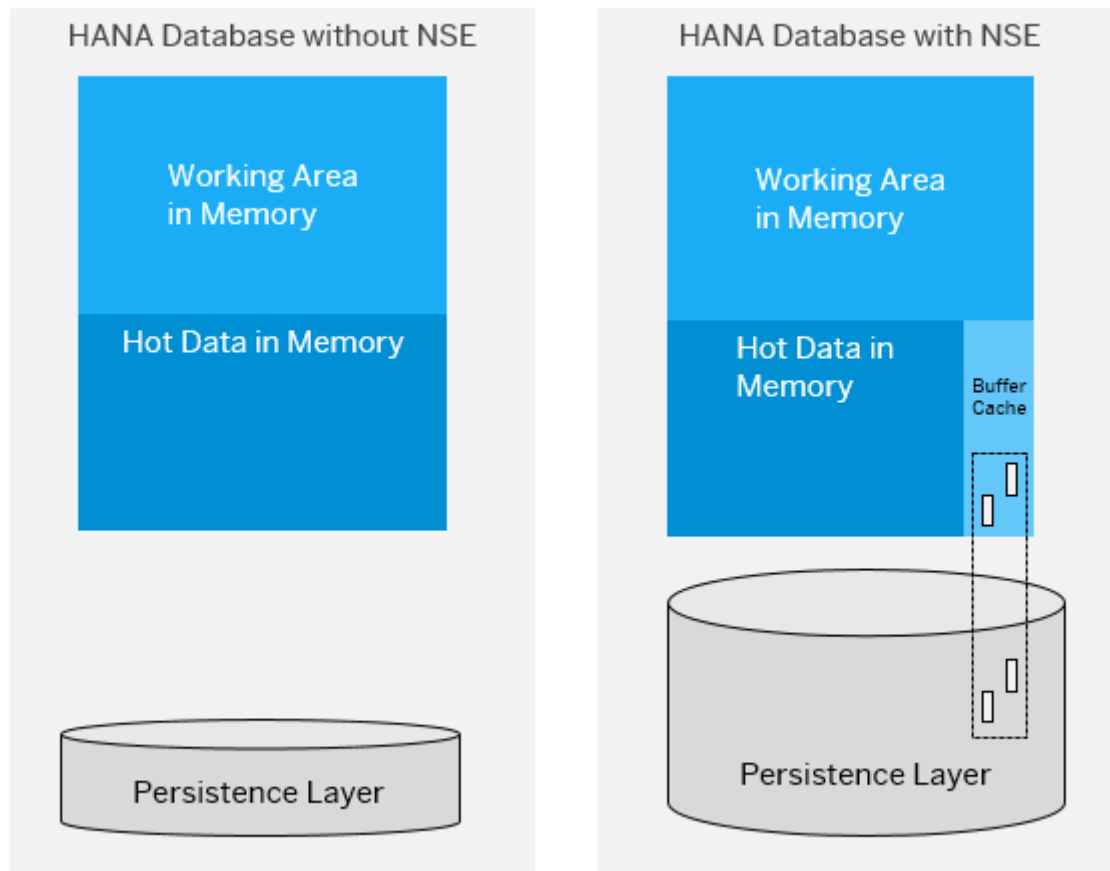 HANA Database without NSE
Working Area
in Memory
Hot Data in Memory
Persistence Layer
HANA Database with NSE
Working Area
in Memory
Hot Data in
Memory
Buffer
Cache
Persistence Layer